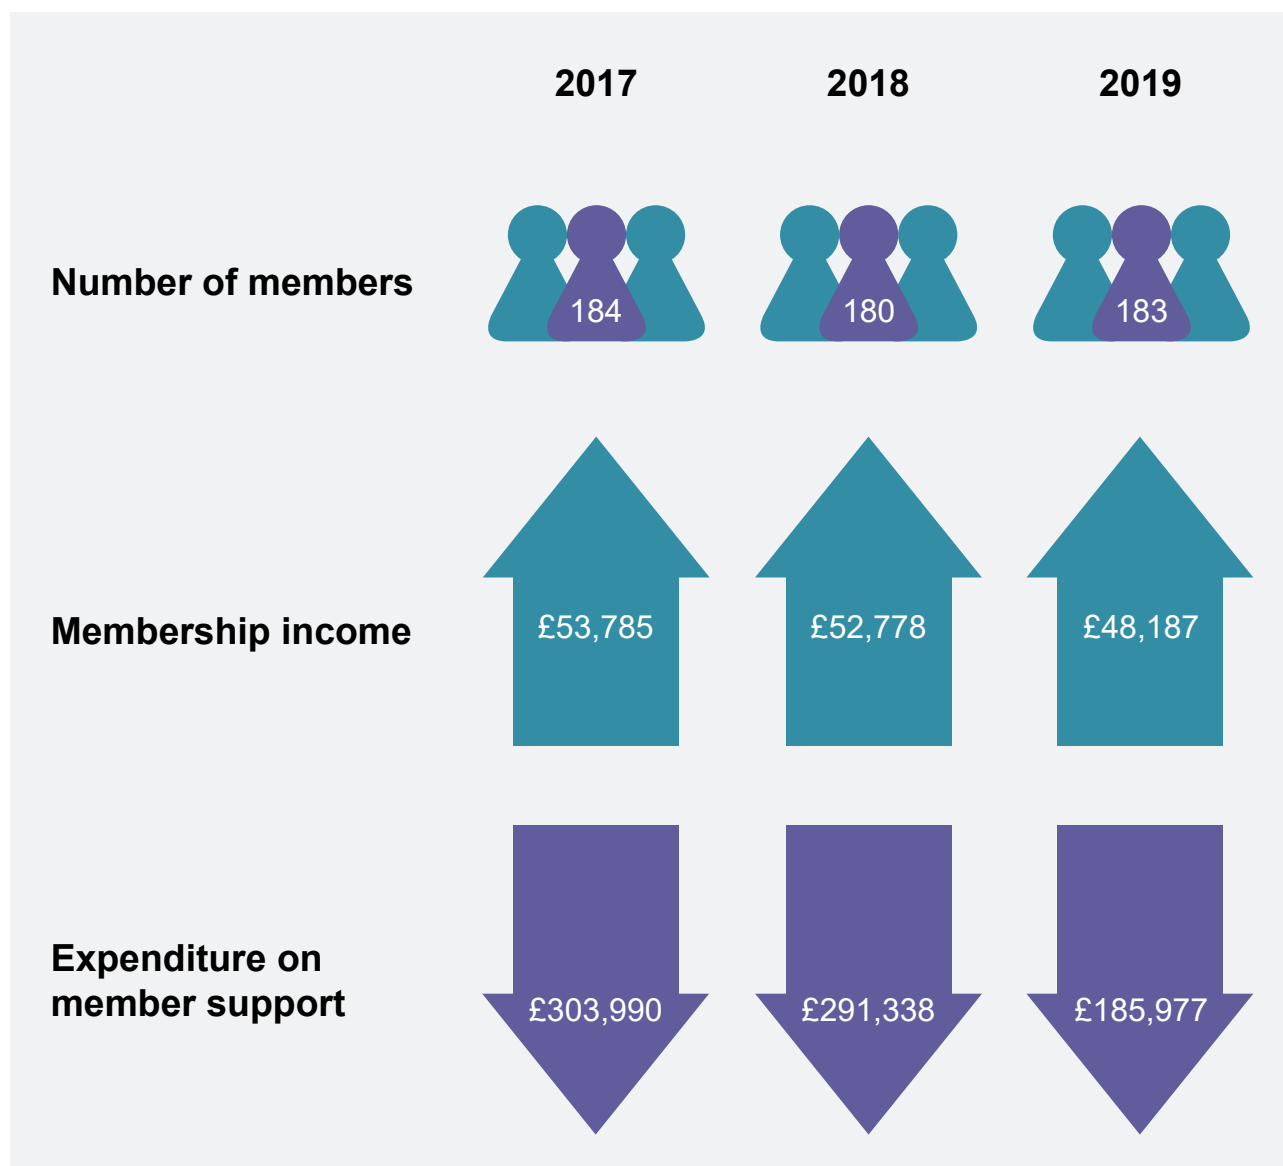 2017 2018 2019
Number of members 184 180 183
Membership income £53,785 £52,778 £48,187
Expenditure on
member support £303,990 £291,338 £185,977